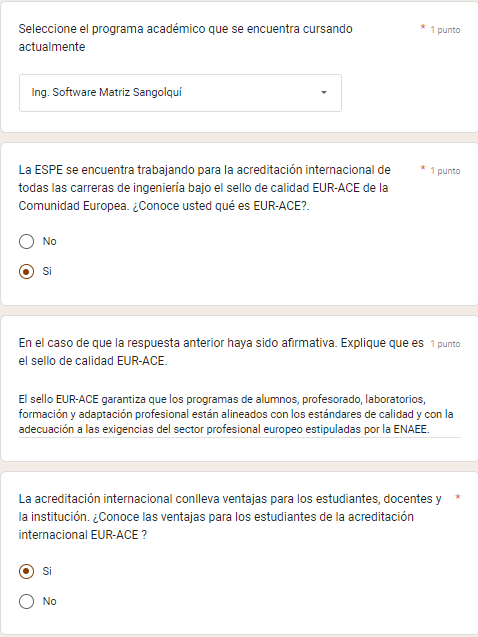 Seleccione el programa académico que se encuentra cursando * 1 punto
actualmente
Ing. Software Matriz Sangolquí
La ESPE se encuentra trabajando para la acreditación internacional de * 1 punto
todas las carreras de ingeniería bajo el sello de calidad EUR-ACE de la
Comunidad Europea. ¿Conoce usted qué es EUR-ACE?.
No
Si
En el caso de que la respuesta anterior haya sido afirmativa. Explique que es 1 punto
el sello de calidad EUR-ACE.
El sello EUR-ACE garantiza que los programas de alumnos, profesorado, laboratorios,
formación y adaptación profesional están alineados con los estándares de calidad y con la
adecuación a las exigencias del sector profesional europeo estipuladas por la ENAEE.
La acreditación internacional conlleva ventajas para los estudiantes, docentes y *
la institución. ¿Conoce las ventajas para los estudiantes de la acreditación
internacional EUR-ACE ?
Si
No